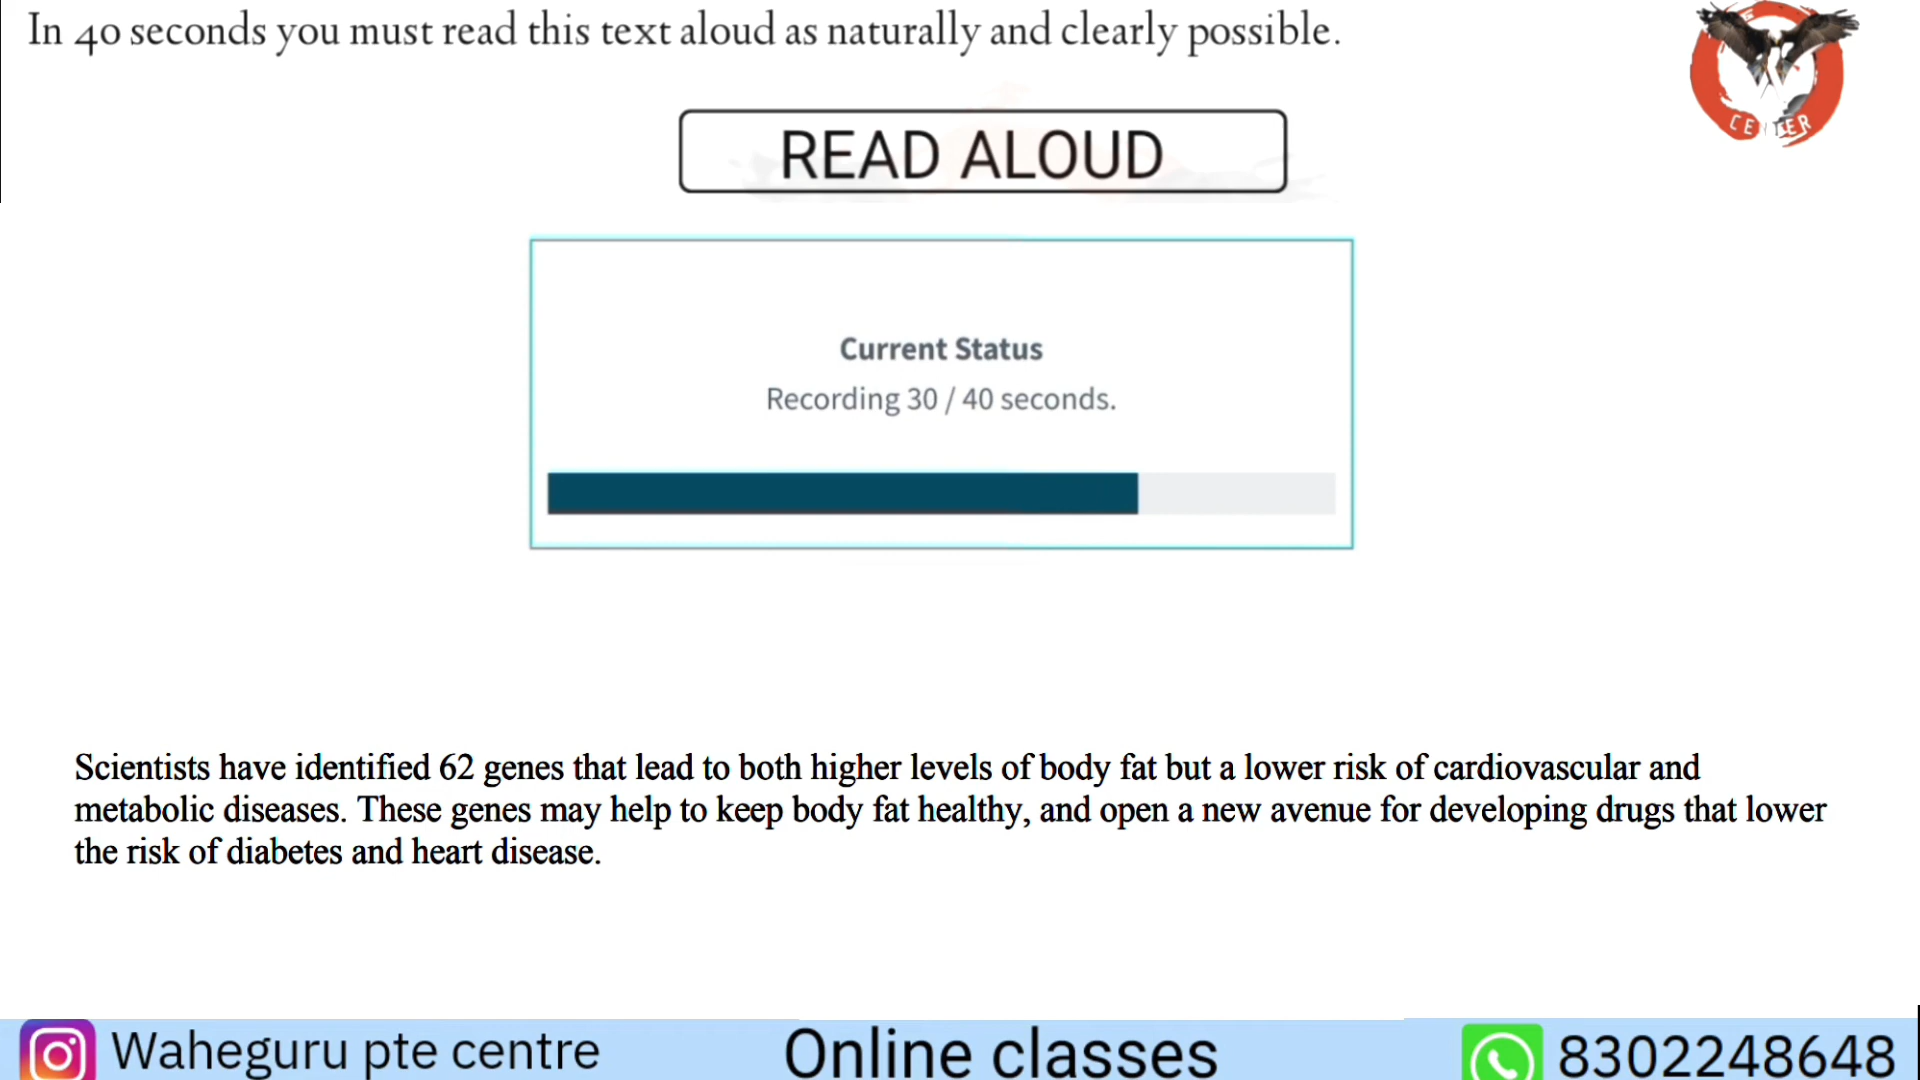 In 40 seconds you must read this text aloud as naturally and clearly possible.
READ ALOUD
Current Status
Recording 30 / 40 seconds.
Scientists have identified 62 genes that lead to both higher levels of body fat but a lower risk of cardiovascular and
metabolic diseases. These genes may help to keep body fat healthy, and open a new avenue for developing drugs that lower
the risk of diabetes and heart disease.
Waheguru pte centre
Online classes
8302248648